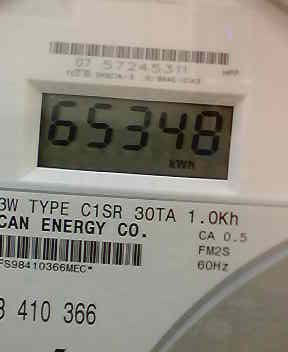 07 57245311
65348
kWh
3W TYPE C1SR 30TA 1.0Kh
CAN ENERGY CO.
CA 0.5
FM2S
FS98410366MEC*
60Hz
8 410 366